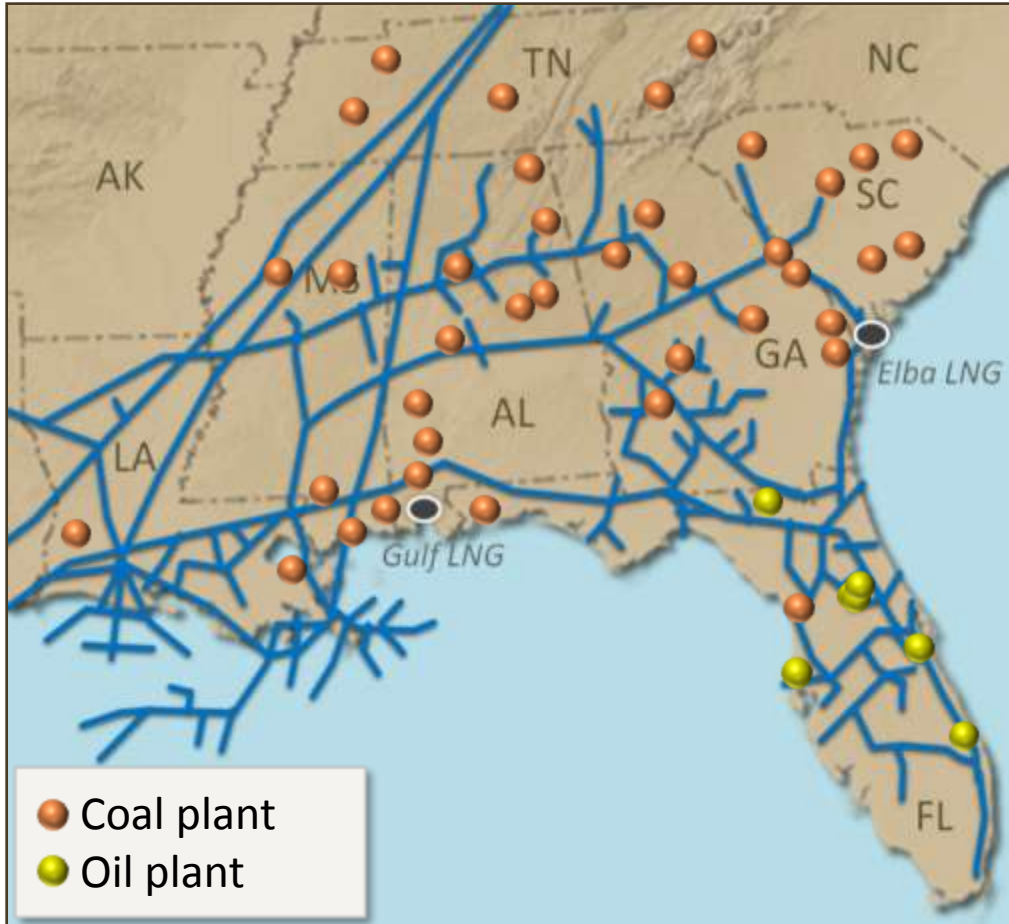 TN
NC
AK
SC
MS
GA
Elba LNG
AL
LA
Gulf LNG
FL
Coal plant
Oil plant